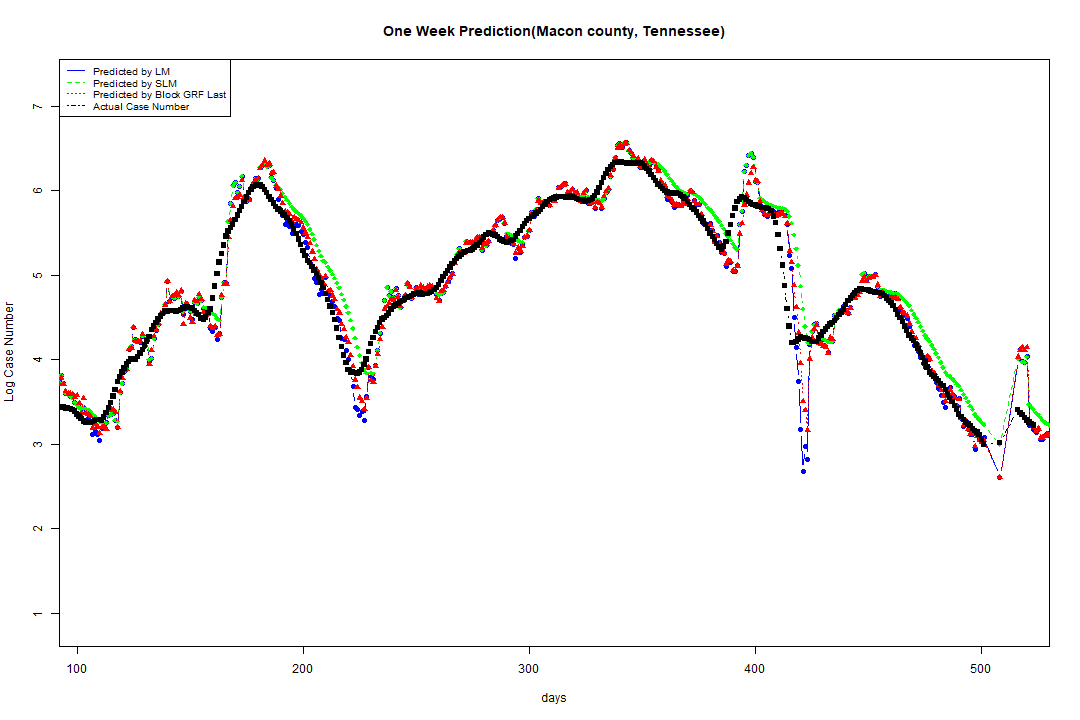 One Week Prediction(Macon county, Tennessee)
Predicted by LM
Predicted by SLM
Predicted by Block GRF Last
Actual Case Number
7
6
5
4
3
2
1
Log Case Number
100 200 300 400 500
days